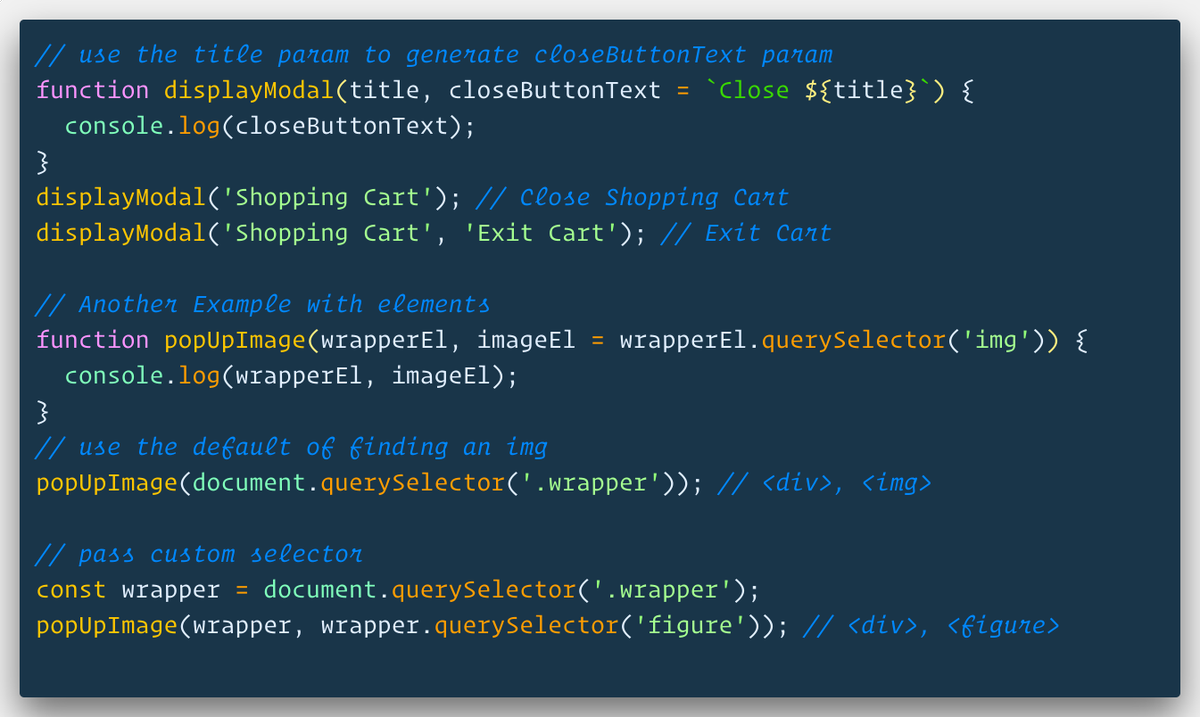 // use the title param to generate closeButtonText param
function displayModal(title, closeButtonText = `Close ${title}`) {
  console.log(closeButtonText);
}
displayModal('Shopping Cart'); // Close Shopping Cart
displayModal('Shopping Cart', 'Exit Cart'); // Exit Cart

// Another Example with elements
function popUpImage(wrapperEl, imageEl = wrapperEl.querySelector('img')) {
  console.log(wrapperEl, imageEl);
}
// use the default of finding an img
popUpImage(document.querySelector('.wrapper')); // <div>, <img>

// pass custom selector
const wrapper = document.querySelector('.wrapper');
popUpImage(wrapper, wrapper.querySelector('figure')); // <div>, <figure>